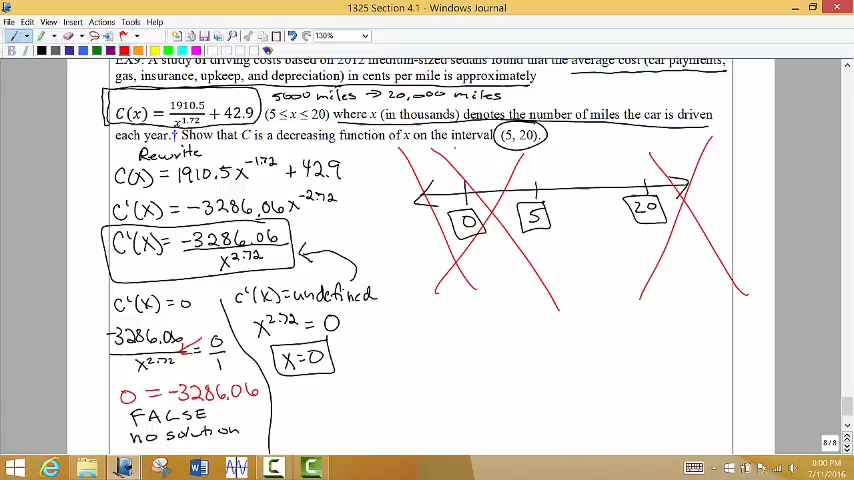 1325 Section 4.1 - Windows Journal
File Edit View Insert Actions Tools Help
130%
B I
EX9: A study of driving costs based on 2012 medium-sized sedans found that the average cost (car payments,
gas, insurance, upkeep, and depreciation) in cents per mile is approximately
5000 miles → 20,000 miles
C(x) = 1910.5/x^1.72 + 42.9 (5 ≤ x ≤ 20) where x (in thousands) denotes the number of miles the car is driven
each year.† Show that C is a decreasing function of x on the interval (5, 20).
Rewrite
C(x) = 1910.5x^-1.72 + 42.9
C'(x) = -3286.06x^-2.72
C'(x) = -3286.06/x^2.72
0 5 20
C'(x) = 0
-3286.06/x^2.72 = 0/1
0 = -3286.06
FALSE
no solution
C'(x) = undefined
x^2.72 = 0
x = 0
8/8
8:00 PM
7/11/2016